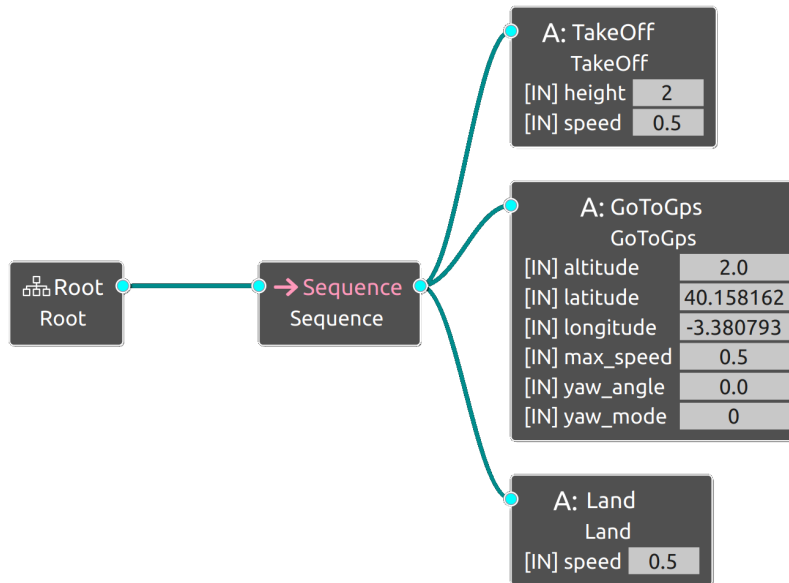 Root
Root
Sequence
Sequence
A: TakeOff
TakeOff
[IN] height 2
[IN] speed 0.5
A: GoToGps
GoToGps
[IN] altitude 2.0
[IN] latitude 40.158162
[IN] longitude -3.380793
[IN] max_speed 0.5
[IN] yaw_angle 0.0
[IN] yaw_mode 0
A: Land
Land
[IN] speed 0.5